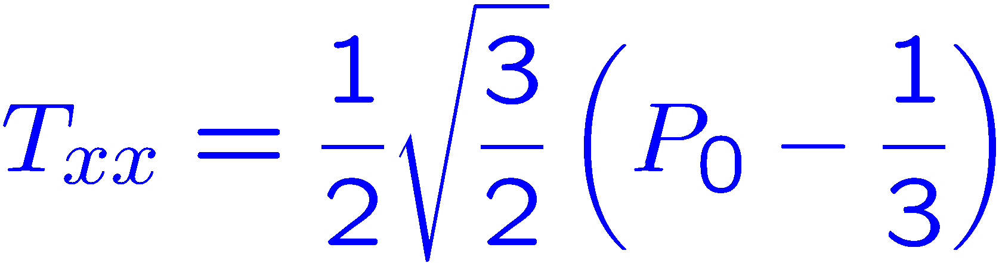 T_{xx} = \frac{1}{2} \sqrt{\frac{3}{2}} \left( P_0 - \frac{1}{3} \right)